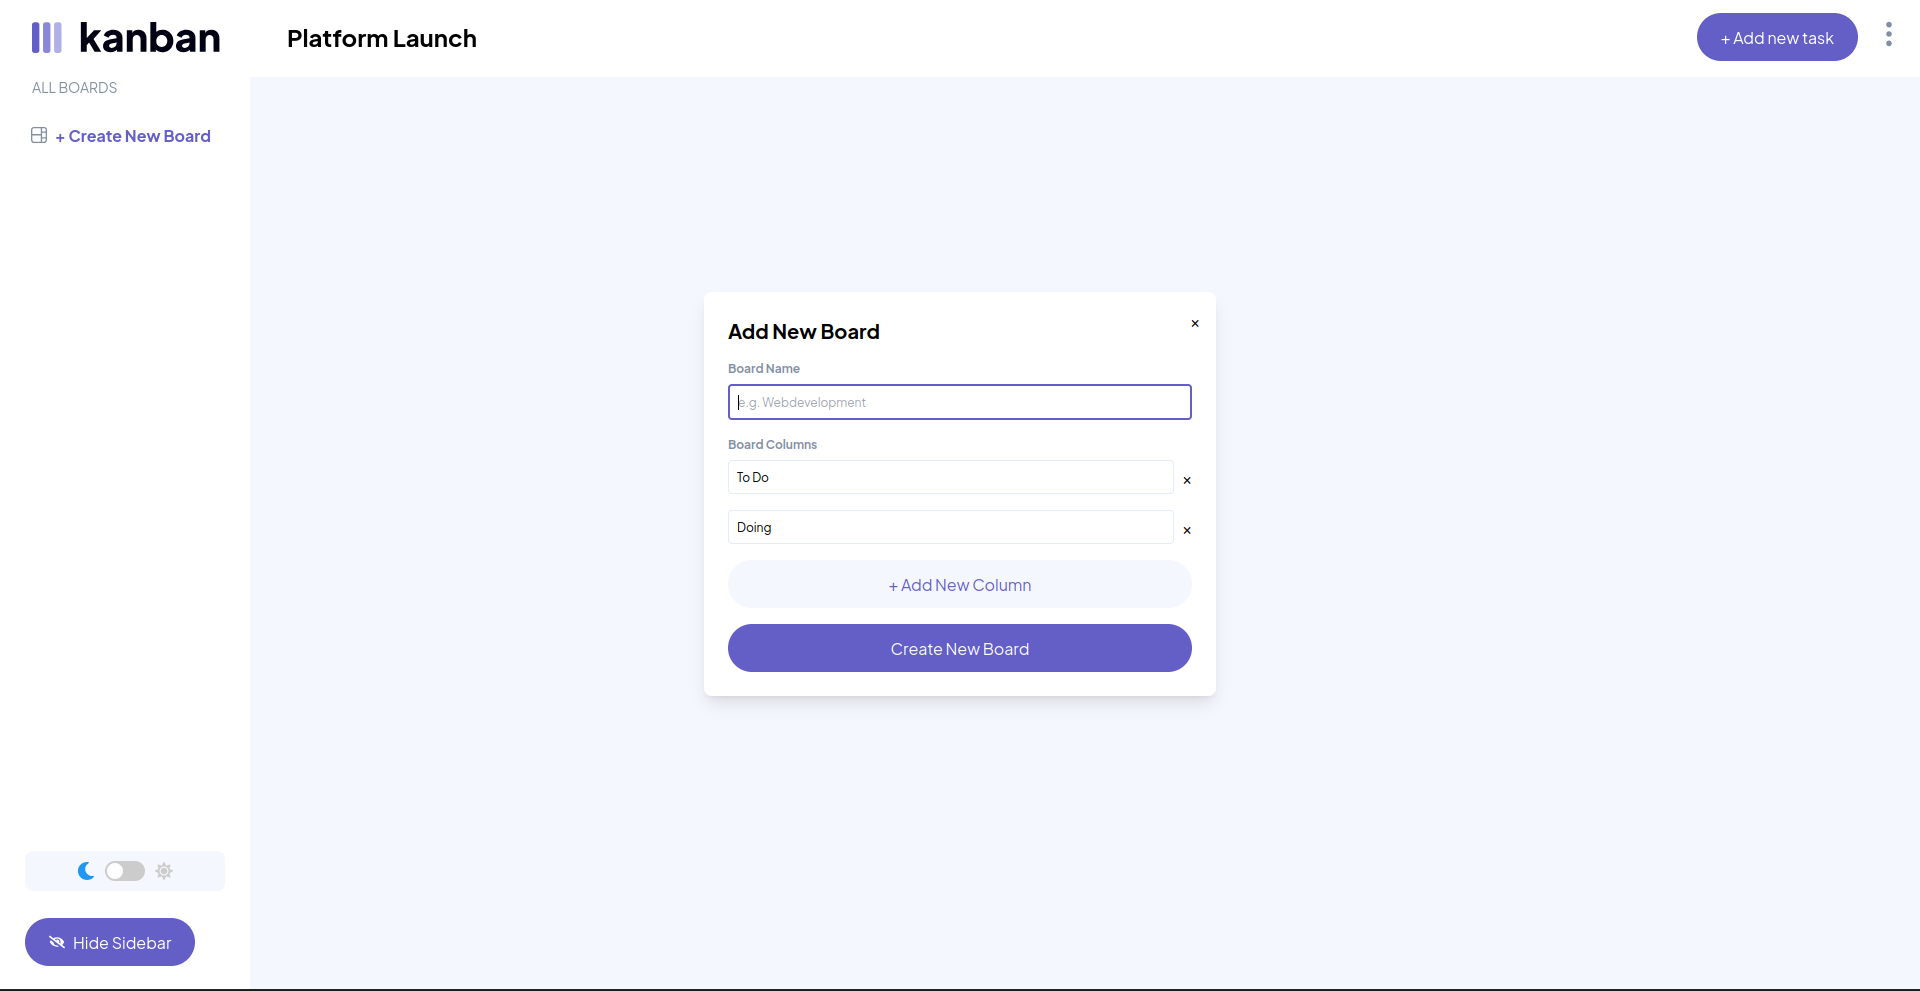 kanban
Platform Launch
+ Add new task
ALL BOARDS
+ Create New Board
Add New Board
×
Board Name
e.g. Webdevelopment
Board Columns
To Do
×
Doing
×
+ Add New Column
Create New Board
Hide Sidebar